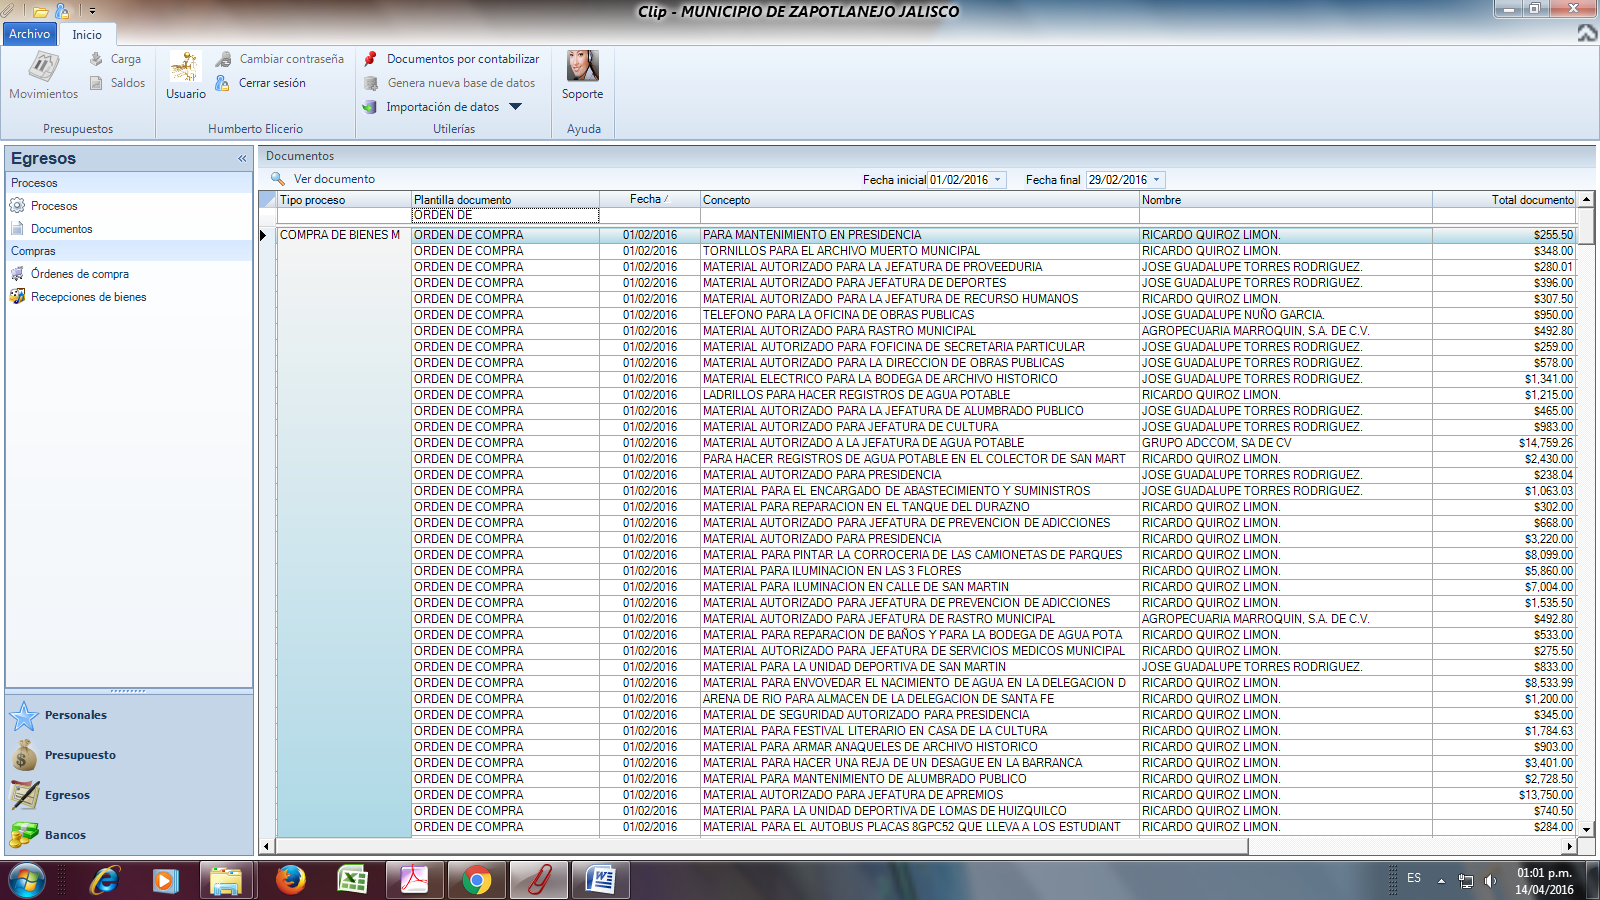 Clip - MUNICIPIO DE ZAPOTLANEJO JALISCO
Archivo Inicio
Movimientos
Carga
Saldos
Presupuestos
Usuario
Cambiar contraseña
Cerrar sesión
Humberto Elicerio
Documentos por contabilizar
Genera nueva base de datos
Importación de datos
Utilerías
Soporte
Ayuda
Egresos «
Procesos
Procesos
Documentos
Compras
Órdenes de compra
Recepciones de bienes
Personales
Presupuesto
Egresos
Bancos
Documentos
Ver documento Fecha inicial 01/02/2016 Fecha final 29/02/2016
Tipo proceso Plantilla documento Fecha Concepto Nombre Total documento
ORDEN DE
COMPRA DE BIENES M ORDEN DE COMPRA 01/02/2016 PARA MANTENIMIENTO EN PRESIDENCIA RICARDO QUIROZ LIMON. $255.50
ORDEN DE COMPRA 01/02/2016 TORNILLOS PARA EL ARCHIVO MUERTO MUNICIPAL RICARDO QUIROZ LIMON. $348.00
ORDEN DE COMPRA 01/02/2016 MATERIAL AUTORIZADO PARA LA JEFATURA DE PROVEEDURIA JOSE GUADALUPE TORRES RODRIGUEZ. $280.01
ORDEN DE COMPRA 01/02/2016 MATERIAL AUTORIZADO PARA JEFATURA DE DEPORTES JOSE GUADALUPE TORRES RODRIGUEZ. $396.00
ORDEN DE COMPRA 01/02/2016 MATERIAL AUTORIZADO PARA LA JEFATURA DE RECURSO HUMANOS RICARDO QUIROZ LIMON. $307.50
ORDEN DE COMPRA 01/02/2016 TELEFONO PARA LA OFICINA DE OBRAS PUBLICAS JOSE GUADALUPE NUÑO GARCIA. $950.00
ORDEN DE COMPRA 01/02/2016 MATERIAL AUTORIZADO PARA RASTRO MUNICIPAL AGROPECUARIA MARROQUIN, S.A. DE C.V. $492.80
ORDEN DE COMPRA 01/02/2016 MATERIAL AUTORIZADO PARA FOFICINA DE SECRETARIA PARTICULAR JOSE GUADALUPE TORRES RODRIGUEZ. $259.00
ORDEN DE COMPRA 01/02/2016 MATERIAL AUTORIZADO PARA LA DIRECCION DE OBRAS PUBLICAS JOSE GUADALUPE TORRES RODRIGUEZ. $578.00
ORDEN DE COMPRA 01/02/2016 MATERIAL ELECTRICO PARA LA BODEGA DE ARCHIVO HISTORICO JOSE GUADALUPE TORRES RODRIGUEZ. $1,341.00
ORDEN DE COMPRA 01/02/2016 LADRILLOS PARA HACER REGISTROS DE AGUA POTABLE RICARDO QUIROZ LIMON. $1,215.00
ORDEN DE COMPRA 01/02/2016 MATERIAL AUTORIZADO PARA LA JEFATURA DE ALUMBRADO PUBLICO JOSE GUADALUPE TORRES RODRIGUEZ. $465.00
ORDEN DE COMPRA 01/02/2016 MATERIAL AUTORIZADO PARA JEFATURA DE CULTURA JOSE GUADALUPE TORRES RODRIGUEZ. $983.00
ORDEN DE COMPRA 01/02/2016 MATERIAL AUTORIZADO A LA JEFATURA DE AGUA POTABLE GRUPO ADCCOM, SA DE CV $14,759.26
ORDEN DE COMPRA 01/02/2016 PARA HACER REGISTROS DE AGUA POTABLE EN EL COLECTOR DE SAN MART RICARDO QUIROZ LIMON. $2,430.00
ORDEN DE COMPRA 01/02/2016 MATERIAL AUTORIZADO PARA PRESIDENCIA JOSE GUADALUPE TORRES RODRIGUEZ. $238.04
ORDEN DE COMPRA 01/02/2016 MATERIAL PARA EL ENCARGADO DE ABASTECIMIENTO Y SUMINISTROS JOSE GUADALUPE TORRES RODRIGUEZ. $1,063.03
ORDEN DE COMPRA 01/02/2016 MATERIAL PARA REPARACION EN EL TANQUE DEL DURAZNO RICARDO QUIROZ LIMON. $302.00
ORDEN DE COMPRA 01/02/2016 MATERIAL AUTORIZADO PARA JEFATURA DE PREVENCION DE ADICCIONES RICARDO QUIROZ LIMON. $668.00
ORDEN DE COMPRA 01/02/2016 MATERIAL AUTORIZADO PARA PRESIDENCIA RICARDO QUIROZ LIMON. $3,220.00
ORDEN DE COMPRA 01/02/2016 MATERIAL PARA PINTAR LA CORROCERIA DE LAS CAMIONETAS DE PARQUES RICARDO QUIROZ LIMON. $8,099.00
ORDEN DE COMPRA 01/02/2016 MATERIAL PARA ILUMINACION EN LAS 3 FLORES RICARDO QUIROZ LIMON. $5,860.00
ORDEN DE COMPRA 01/02/2016 MATERIAL PARA ILUMINACION EN CALLE DE SAN MARTIN RICARDO QUIROZ LIMON. $7,004.00
ORDEN DE COMPRA 01/02/2016 MATERIAL AUTORIZADO PARA JEFATURA DE PREVENCION DE ADICCIONES RICARDO QUIROZ LIMON. $1,535.50
ORDEN DE COMPRA 01/02/2016 MATERIAL AUTORIZADO PARA JEFATURA DE RASTRO MUNICIPAL AGROPECUARIA MARROQUIN, S.A. DE C.V. $492.80
ORDEN DE COMPRA 01/02/2016 MATERIAL PARA REPARACION DE BAÑOS Y PARA LA BODEGA DE AGUA POTA RICARDO QUIROZ LIMON. $533.00
ORDEN DE COMPRA 01/02/2016 MATERIAL AUTORIZADO PARA JEFATURA DE SERVICIOS MEDICOS MUNICIPAL RICARDO QUIROZ LIMON. $275.50
ORDEN DE COMPRA 01/02/2016 MATERIAL PARA LA UNIDAD DEPORTIVA DE SAN MARTIN JOSE GUADALUPE TORRES RODRIGUEZ. $833.00
ORDEN DE COMPRA 01/02/2016 MATERIAL PARA ENVOVEDAR EL NACIMIENTO DE AGUA EN LA DELEGACION D RICARDO QUIROZ LIMON. $8,533.99
ORDEN DE COMPRA 01/02/2016 ARENA DE RIO PARA ALMACEN DE LA DELEGACION DE SANTA FE RICARDO QUIROZ LIMON. $1,200.00
ORDEN DE COMPRA 01/02/2016 MATERIAL DE SEGURIDAD AUTORIZADO PARA PRESIDENCIA RICARDO QUIROZ LIMON. $345.00
ORDEN DE COMPRA 01/02/2016 MATERIAL PARA FESTIVAL LITERARIO EN CASA DE LA CULTURA RICARDO QUIROZ LIMON. $1,784.63
ORDEN DE COMPRA 01/02/2016 MATERIAL PARA ARMAR ANAQUELES DE ARCHIVO HISTORICO RICARDO QUIROZ LIMON. $903.00
ORDEN DE COMPRA 01/02/2016 MATERIAL PARA HACER UNA REJA DE UN DESAGUE EN LA BARRANCA RICARDO QUIROZ LIMON. $3,401.00
ORDEN DE COMPRA 01/02/2016 MATERIAL PARA MANTENIMIENTO DE ALUMBRADO PUBLICO RICARDO QUIROZ LIMON. $2,728.50
ORDEN DE COMPRA 01/02/2016 MATERIAL AUTORIZADO PARA JEFATURA DE APREMIOS RICARDO QUIROZ LIMON. $13,750.00
ORDEN DE COMPRA 01/02/2016 MATERIAL PARA LA UNIDAD DEPORTIVA DE LOMAS DE HUIZQUILCO RICARDO QUIROZ LIMON. $740.50
ORDEN DE COMPRA 01/02/2016 MATERIAL PARA EL AUTOBUS PLACAS 8GPC52 QUE LLEVA A LOS ESTUDIANT RICARDO QUIROZ LIMON. $284.00
ES
01:01 p.m.
14/04/2016